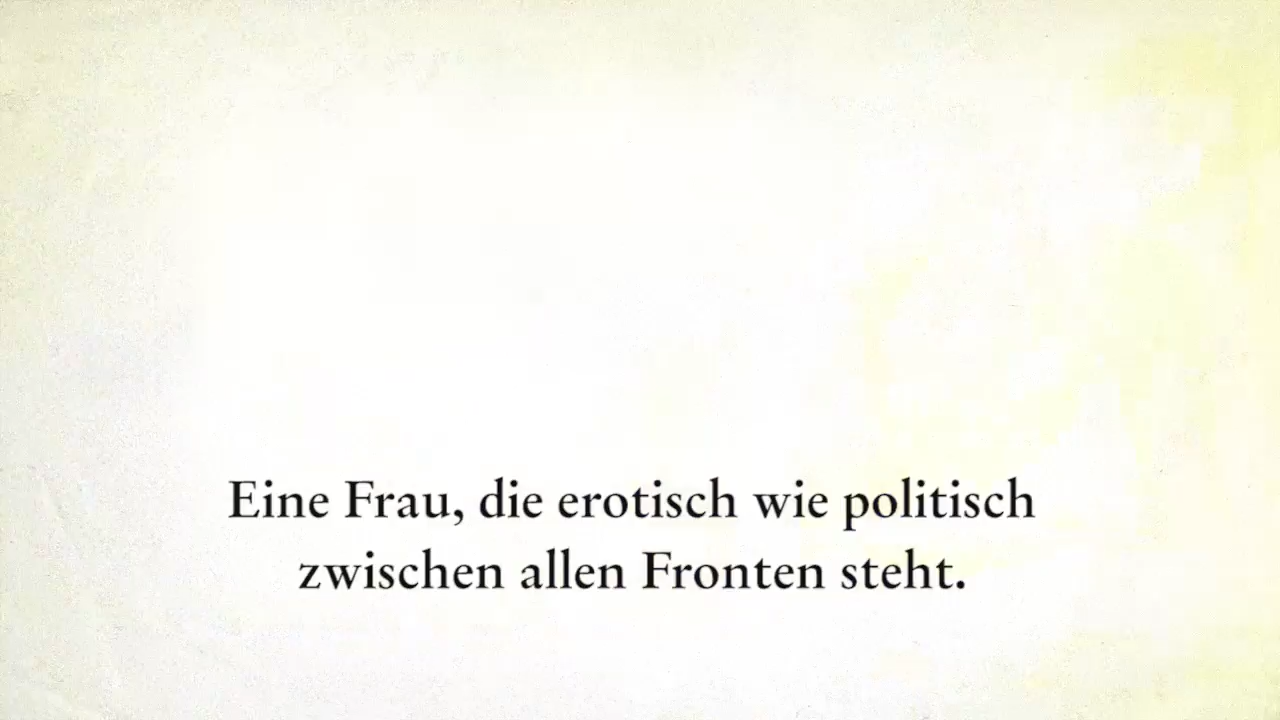 Eine Frau, die erotisch wie politisch
zwischen allen Fronten steht.